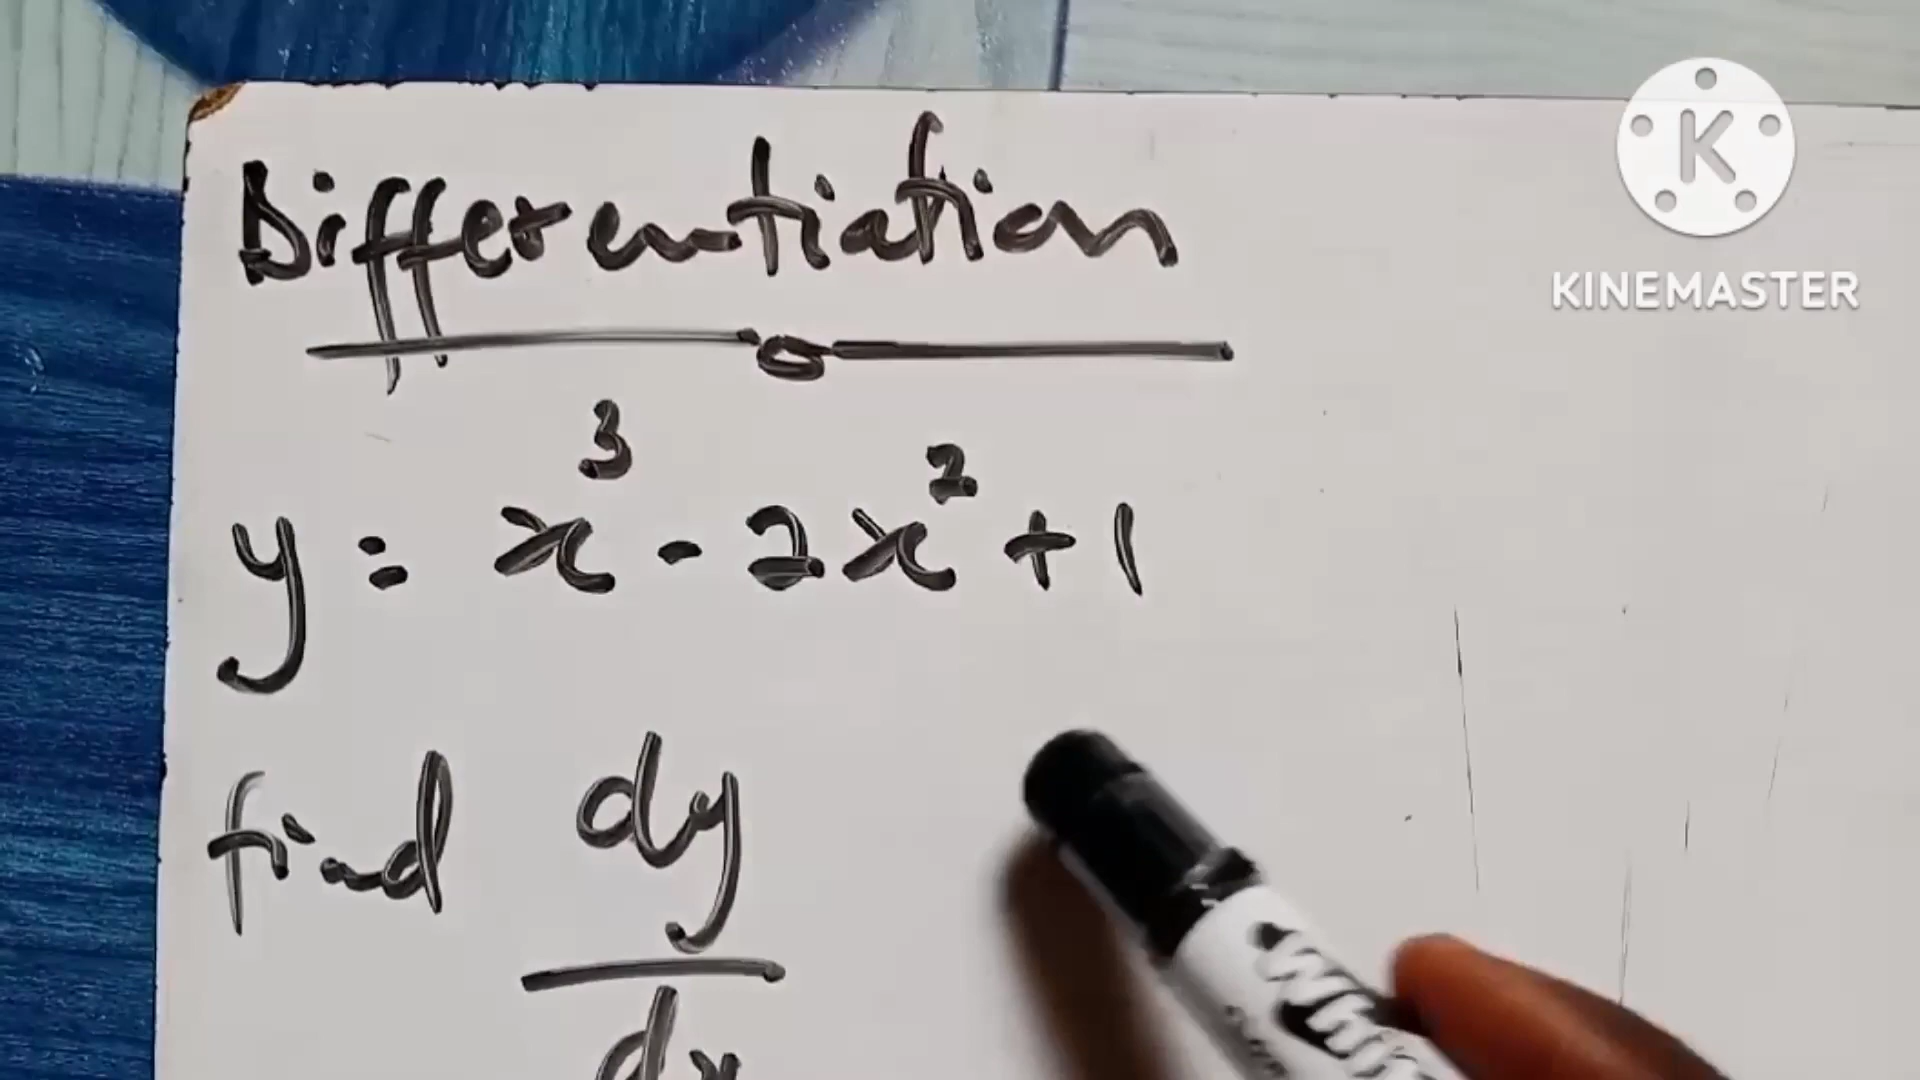 Differentiation
y = x³ - 2x² + 1
find dy
dx
K
KINEMASTER